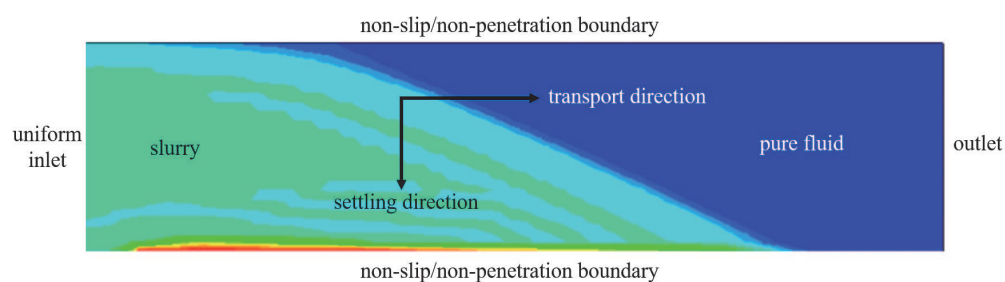 non-slip/non-penetration boundary
transport direction
uniform
inlet
slurry
pure fluid
outlet
settling direction
non-slip/non-penetration boundary